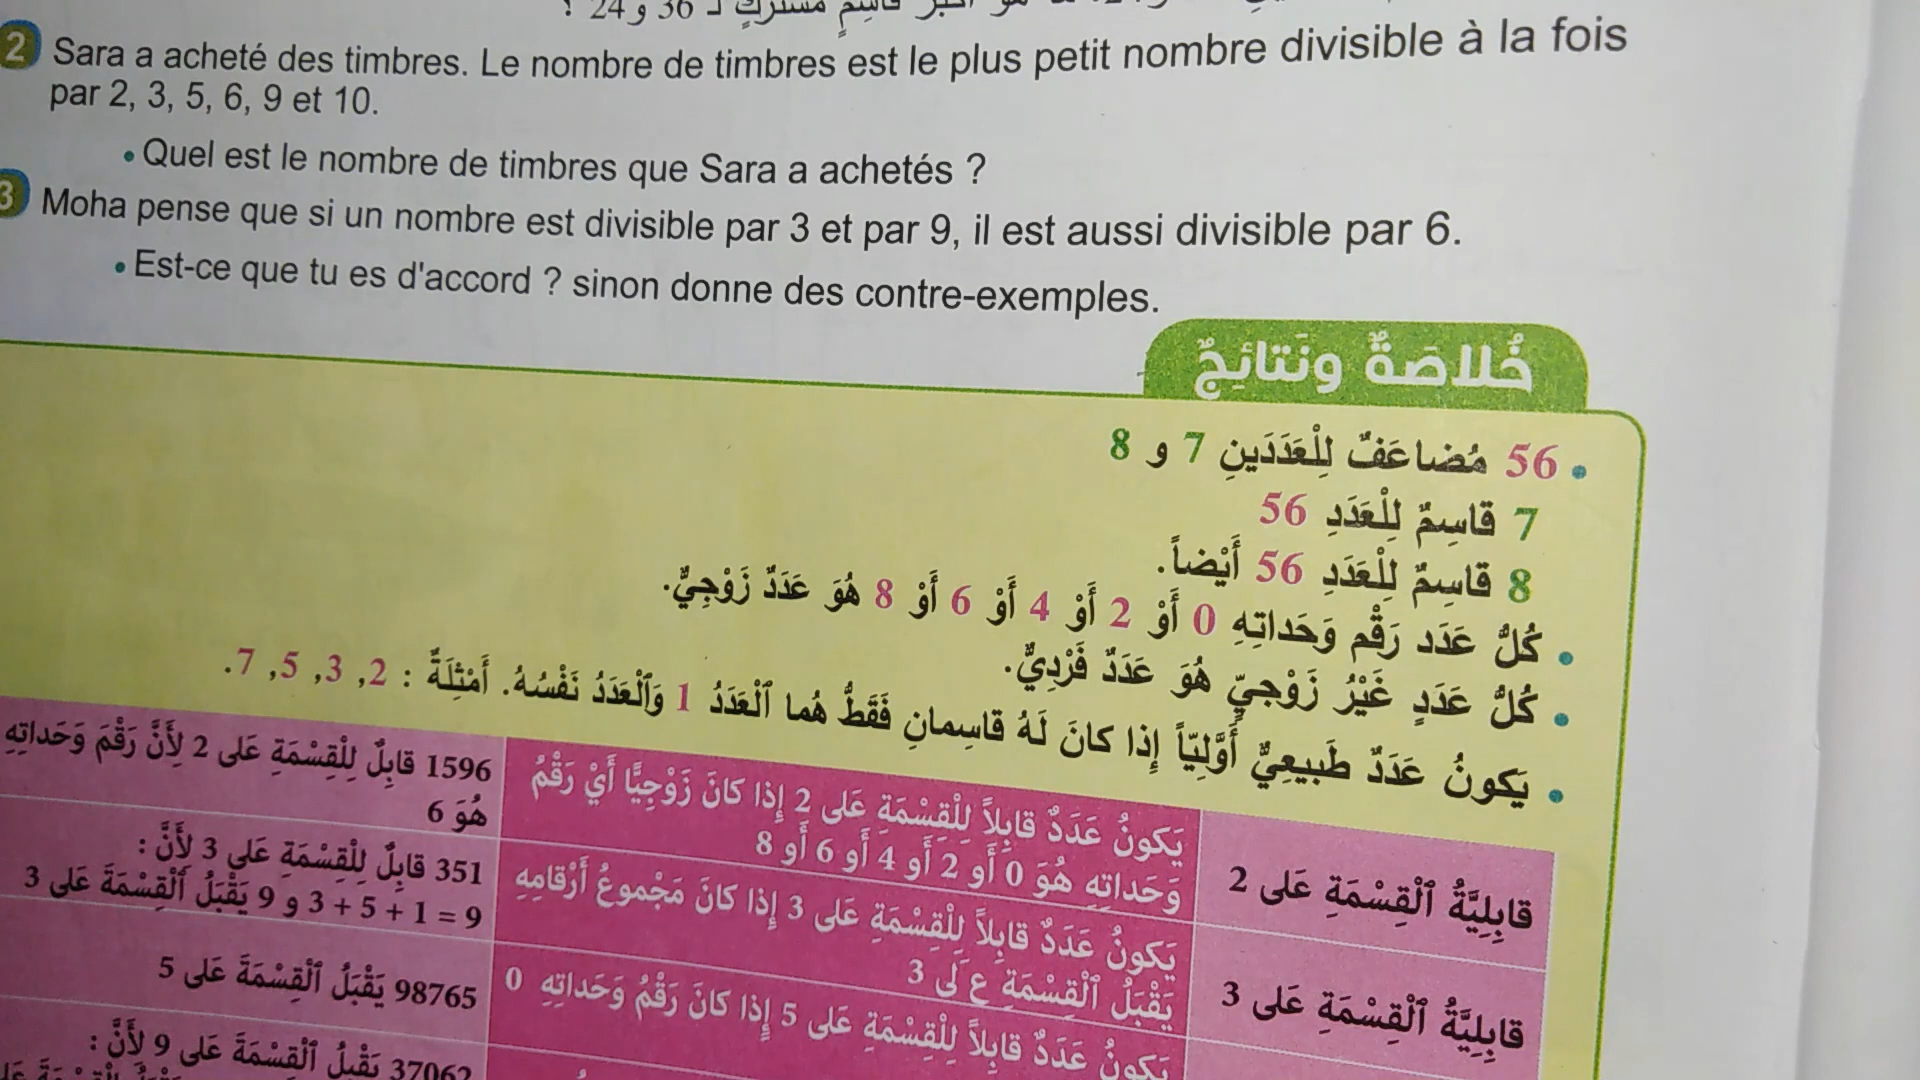 24 و 36 لـ
2 Sara a acheté des timbres. Le nombre de timbres est le plus petit nombre divisible à la fois
par 2, 3, 5, 6, 9 et 10.
• Quel est le nombre de timbres que Sara a achetés ?
3 Moha pense que si un nombre est divisible par 3 et par 9, il est aussi divisible par 6.
• Est-ce que tu es d'accord ? sinon donne des contre-exemples.
خُلاصَةٌ ونَتائِجٌ
• 56 مُضاعَفٌ لِلْعَدَدَينِ 7 و 8
7 قاسِمٌ لِلْعَدَدِ 56
8 قاسِمٌ لِلْعَدَدِ 56 أَيْضاً.
• كُلُّ عَدَد رَقْم وَحَداتِهِ 0 أَوْ 2 أَوْ 4 أَوْ 6 أَوْ 8 هُوَ عَدَدٌ زَوْجِيٌّ.
• كُلُّ عَدَدٍ غَيْرُ زَوْجيٍّ هُوَ عَدَدٌ فَرْدِيٌّ.
• يَكونُ عَدَدٌ طَبيعِيٌّ أَوَّلِيّاً إِذا كانَ لَهُ قاسِمانِ فَقَطُّ هُما ٱلْعَدَدُ 1 وَٱلْعَدَدُ نَفْسُهُ. أَمْثِلَةٌ : 2, 3, 5, 7.
قابِلِيَّةُ ٱلْقِسْمَةِ عَلى 2
يَكونُ عَدَدٌ قابِلاً لِلْقِسْمَةِ عَلى 2 إِذا كانَ زَوْجِيًّا أَيْ رَقْمُ
وَحَداتِهِ هُوَ 0 أَو 2 أَو 4 أَو 6 أَو 8
1596 قابِلٌ لِلْقِسْمَةِ عَلى 2 لِأَنَّ رَقْمَ وَحَداتِهِ
هُوَ 6
قابِلِيَّةُ ٱلْقِسْمَةِ عَلى 3
يَكونُ عَدَدٌ قابِلاً لِلْقِسْمَةِ عَلى 3 إِذا كانَ مَجْموعُ أَرْقامِهِ
يَقْبَلُ ٱلْقِسْمَةَ عَ لَى 3
351 قابِلٌ لِلْقِسْمَةِ عَلى 3 لأَنَّ :
3 + 5 + 1 = 9 و 9 يَقْبَلُ ٱلْقِسْمَةَ عَلى 3
يَكونُ عَدَدٌ قابِلاً لِلْقِسْمَةِ عَلى 5 إِذا كانَ رَقْمُ وَحَداتِهِ 0
98765 يَقْبَلُ ٱلْقِسْمَةَ عَلى 5
37062 يَقْبلُ ٱلْقِسْمَةَ عَلى 9 لأَنَّ :